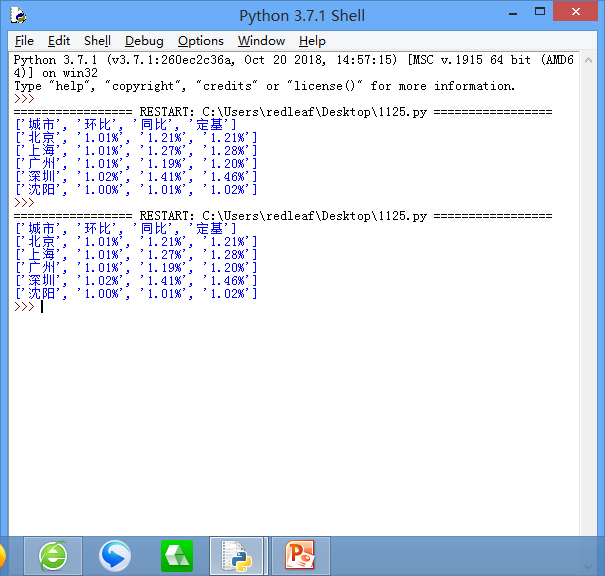 Python 3.7.1 Shell
File Edit Shell Debug Options Window Help
Python 3.7.1 (v3.7.1:260ec2c36a, Oct 20 2018, 14:57:15) [MSC v.1915 64 bit (AMD6
4)] on win32
Type "help", "copyright", "credits" or "license()" for more information.
>>>
================= RESTART: C:\Users\redleaf\Desktop\1125.py =================
['城市', '环比', '同比', '定基']
['北京', '1.01%', '1.21%', '1.21%']
['上海', '1.01%', '1.27%', '1.28%']
['广州', '1.01%', '1.19%', '1.20%']
['深圳', '1.02%', '1.41%', '1.46%']
['沈阳', '1.00%', '1.01%', '1.02%']
>>>
================= RESTART: C:\Users\redleaf\Desktop\1125.py =================
['城市', '环比', '同比', '定基']
['北京', '1.01%', '1.21%', '1.21%']
['上海', '1.01%', '1.27%', '1.28%']
['广州', '1.01%', '1.19%', '1.20%']
['深圳', '1.02%', '1.41%', '1.46%']
['沈阳', '1.00%', '1.01%', '1.02%']
>>>